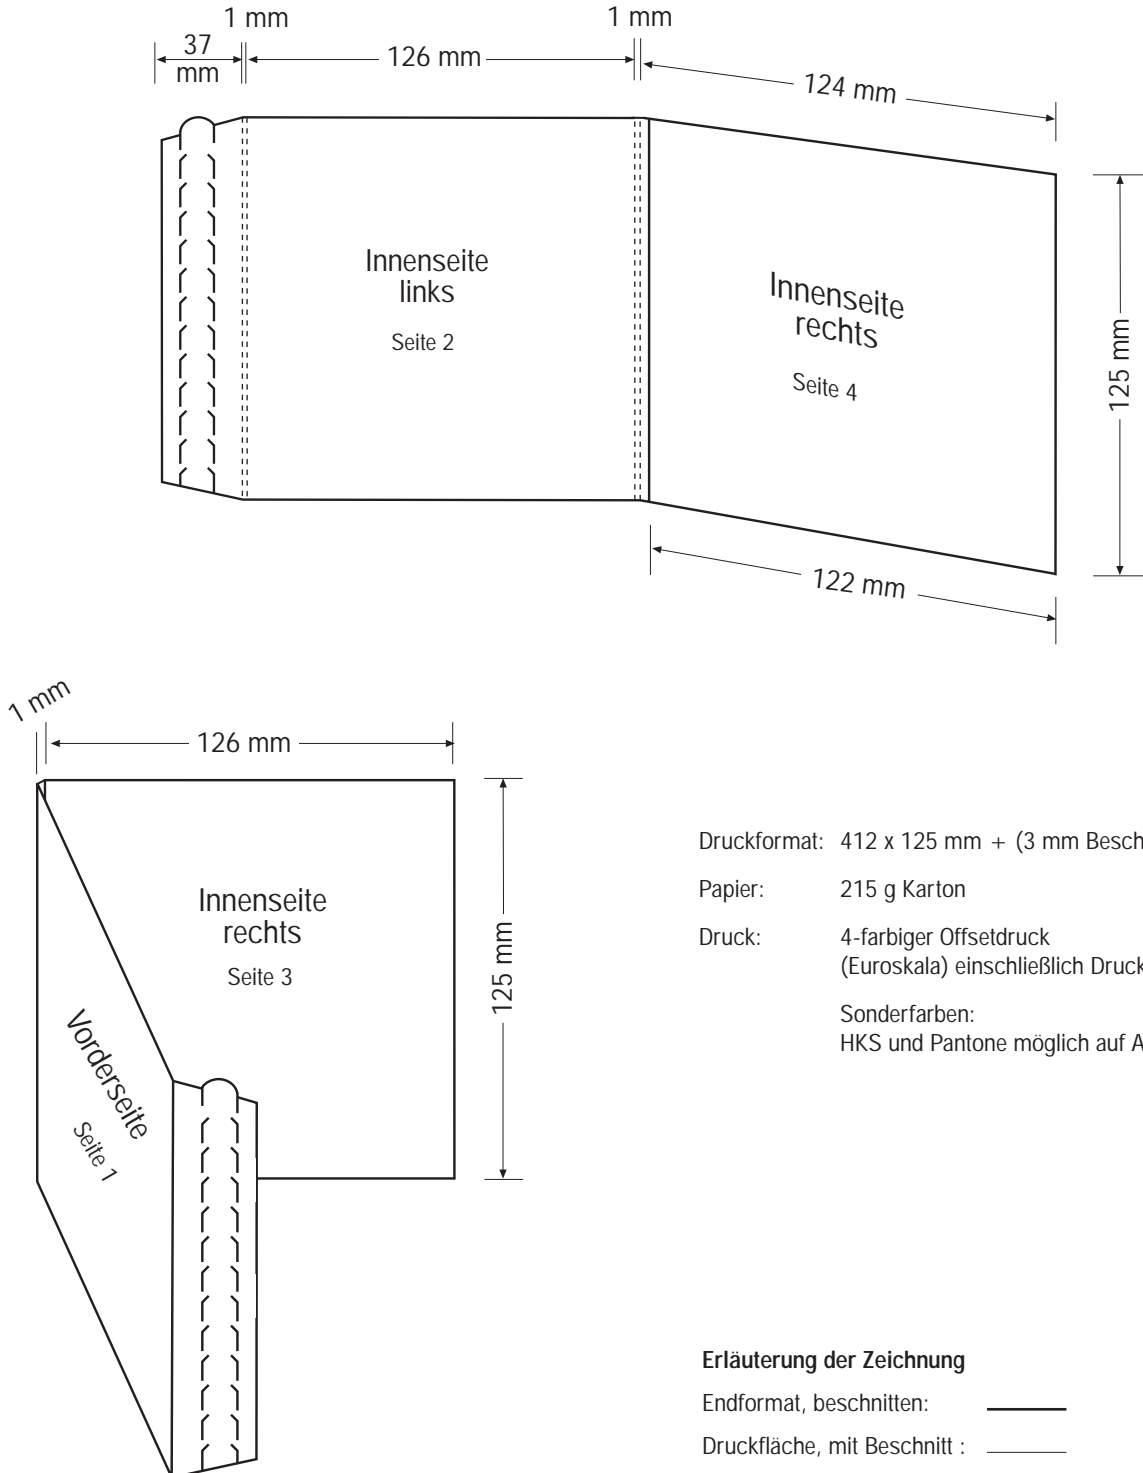 1 mm
1 mm
37
mm
126 mm
124 mm
Innenseite
links
Seite 2
Innenseite
rechts
Seite 4
125 mm
122 mm
1 mm
126 mm
Innenseite
rechts
Seite 3
125 mm
Vorderseite
Seite 1
Druckformat: 412 x 125 mm + (3 mm Besch
Papier: 215 g Karton
Druck: 4-farbiger Offsetdruck
(Euroskala) einschließlich Druck
Sonderfarben:
HKS und Pantone möglich auf A
Erläuterung der Zeichnung
Endformat, beschnitten:
Druckfläche, mit Beschnitt :